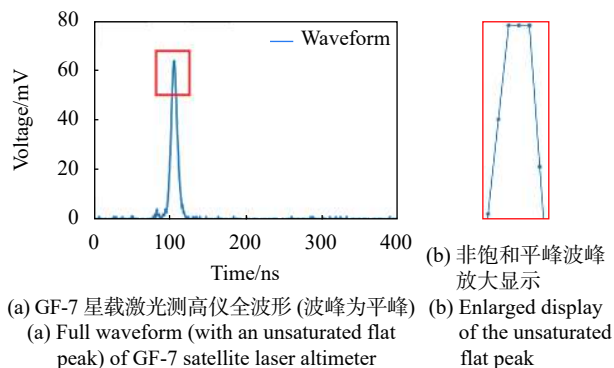 80
60
40
20
0
Voltage/mV
Waveform
0
100
200
300
400
Time/ns
(a) GF-7 星载激光测高仪全波形 (波峰为平峰)
(a) Full waveform (with an unsaturated flat
peak) of GF-7 satellite laser altimeter
(b) 非饱和平峰波峰
放大显示
(b) Enlarged display
of the unsaturated
flat peak